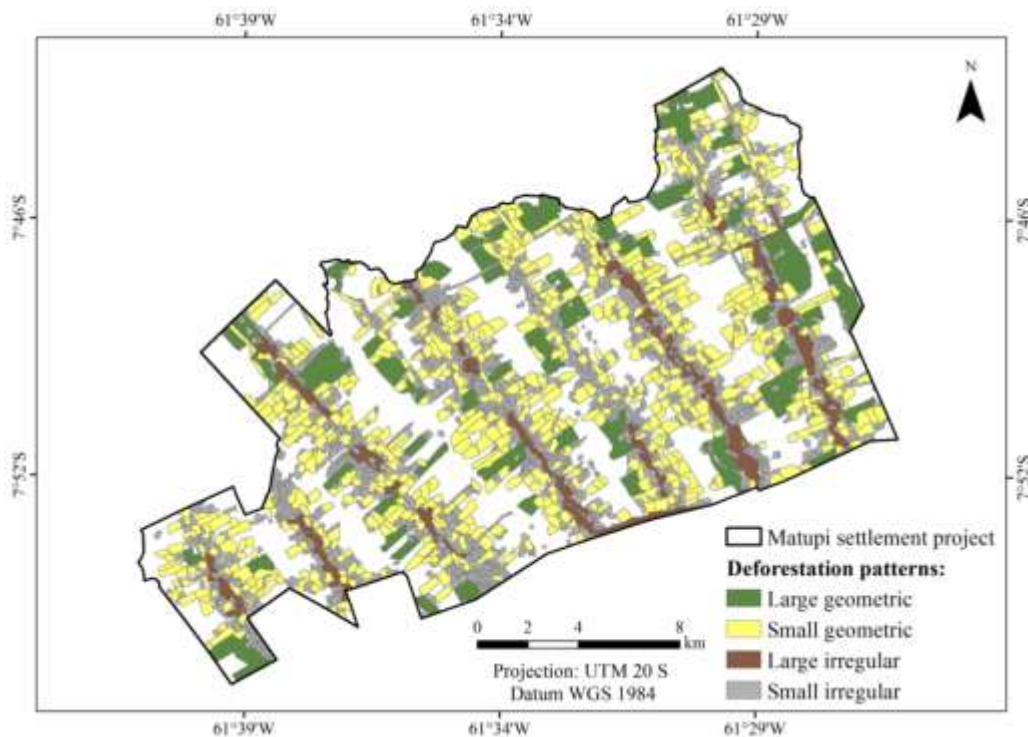 61°39'W 61°34'W 61°29'W
N
7°46'S 7°46'S
7°52'S 7°52'S
Matupi settlement project
Deforestation patterns:
Large geometric
Small geometric
Large irregular
Small irregular
0 2 4 8
km
Projection: UTM 20 S
Datum WGS 1984
61°39'W 61°34'W 61°29'W